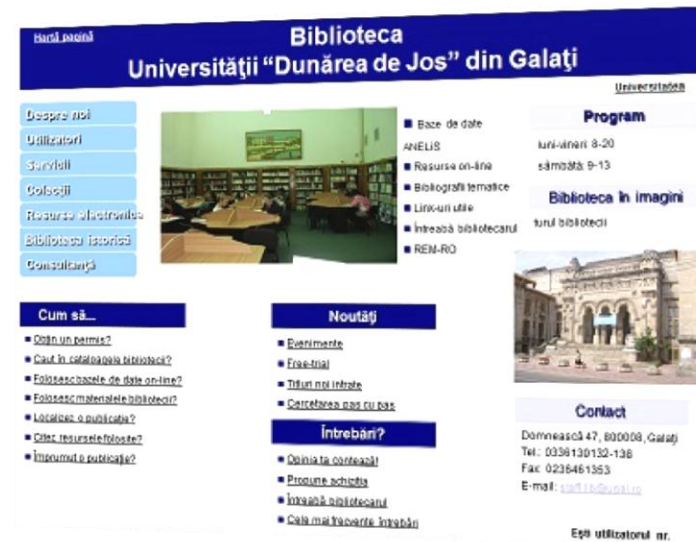 Hartă pagină
Biblioteca
Universităţii “Dunărea de Jos” din Galaţi
Universitatea
Despre noi
Utilizatori
Servicii
Colecţii
Resurse electronice
Biblioteca istorică
Consultanţă
Baze de date
ANELiS
Resurse on-line
Bibliografii tematice
Link-uri utile
Întreabă bibliotecarul
REM-RO
Program
luni-vineri: 8-20
sâmbătă: 9-13
Biblioteca în imagini
turul bibliotecii
Cum să...
Obţin un permis?
Caut în cataloagele bibliotecii?
Folosesc bazele de date on-line?
Folosesc materialele bibliotecii?
Localizez o publicaţie?
Citez resursele folosite?
Împrumut o publicaţie?
Noutăţi
Evenimente
Free-trial
Titluri noi intrate
Cercetarea pas cu pas
Întrebări?
Opinia ta contează!
Propune achiziţia
Întreabă bibliotecarul
Cele mai frecvente întrebări
Contact
Domnească 47, 800008, Galaţi
Tel.: 0336130132-136
Fax: 0236461353
E-mail:
Eşti utilizatorul nr.